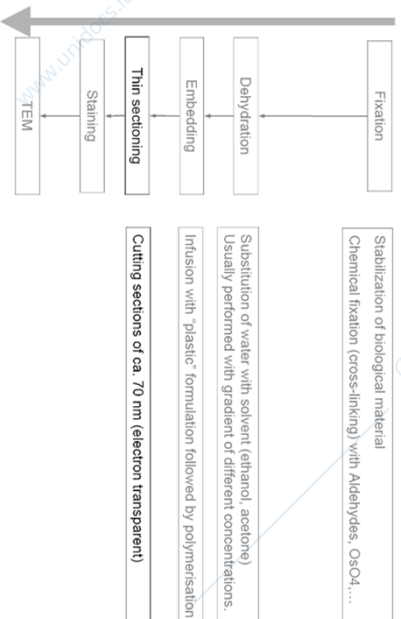 Fixation
Stabilization of biological material
Chemical fixation (cross-linking) with Aldehydes, OsO4,…
Dehydration
Substitution of water with solvent (ethanol, acetone)
Usually performed with gradient of different concentrations.
Embedding
Infusion with "plastic" formulation followed by polymerisation
Thin sectioning
Cutting sections of ca. 70 nm (electron transparent)
Staining
TEM